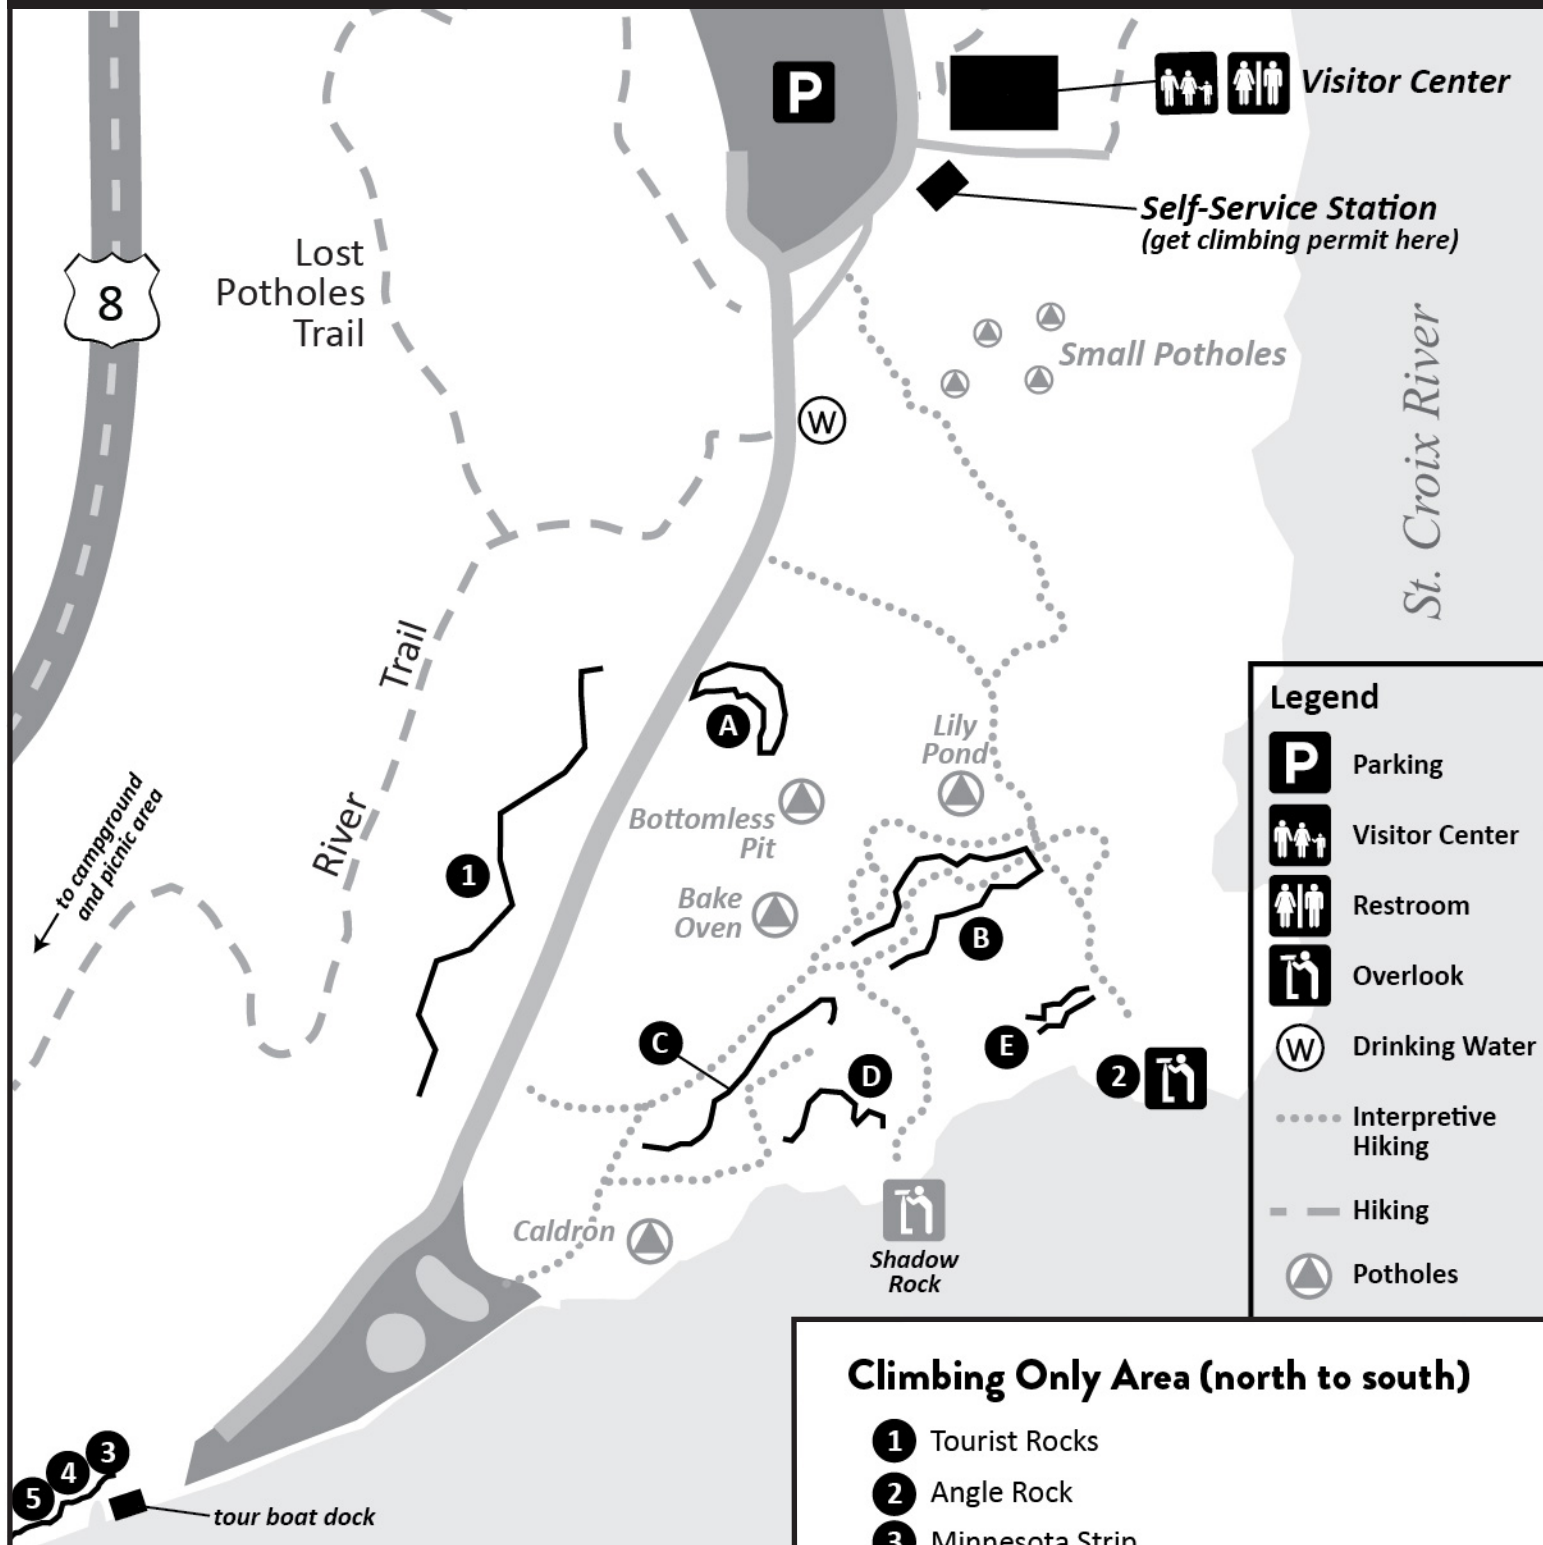 P
Visitor Center
Self-Service Station
(get climbing permit here)
8
Lost
Potholes
Trail
Small Potholes
W
St. Croix River
River Trail
to campground
and picnic area
1
A
Lily
Pond
Bottomless
Pit
Bake
Oven
B
C
D
E
2
Caldron
Shadow
Rock
3
4
5
tour boat dock
Legend
P Parking
Visitor Center
Restroom
Overlook
W Drinking Water
Interpretive
Hiking
Hiking
Potholes
Climbing Only Area (north to south)
1 Tourist Rocks
2 Angle Rock
3 Minnesota Strip